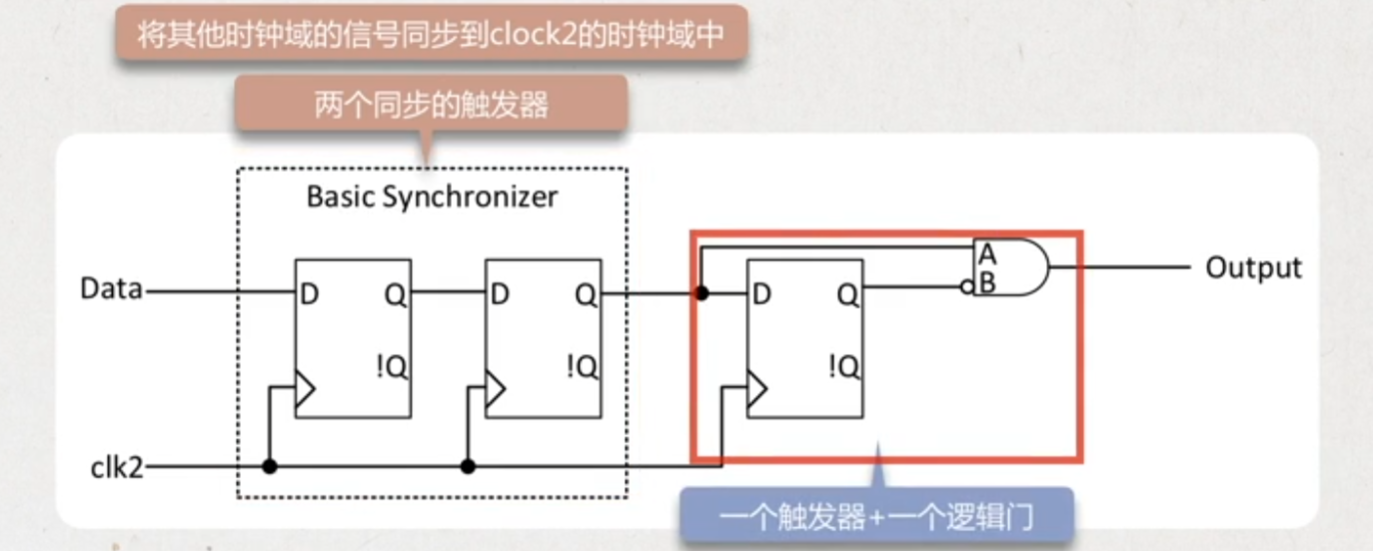 将其他时钟域的信号同步到clock2的时钟域中
两个同步的触发器
Basic Synchronizer
Data
D Q
!Q
D Q
!Q
D Q
!Q
A
B
Output
clk2
一个触发器+一个逻辑门